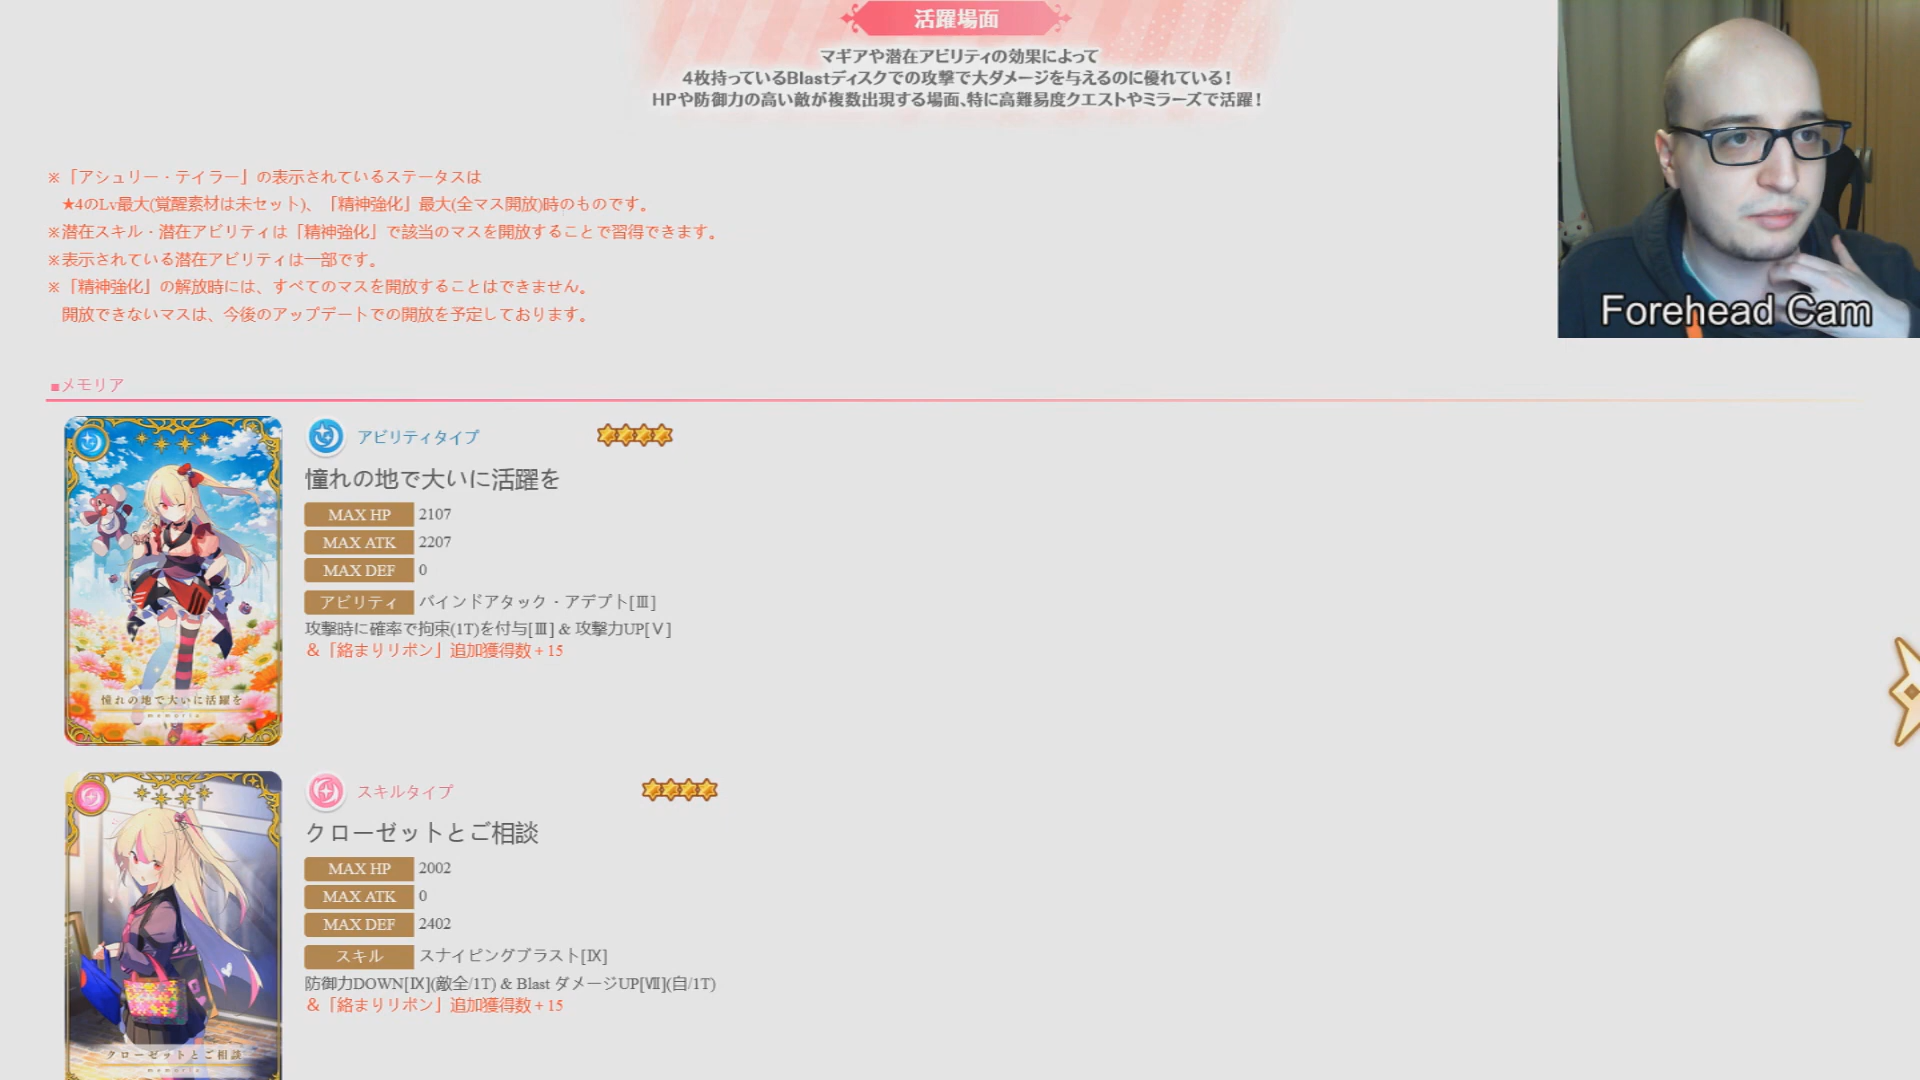 活躍場面
マギアや潜在アビリティの効果によって
4枚持っているBlastディスクでの攻撃で大ダメージを与えるのに優れている!
HPや防御力の高い敵が複数出現する場面、特に高難易度クエストやミラーズで活躍!
Forehead Cam
※「アシュリー・テイラー」の表示されているステータスは
★4のLv最大(覚醒素材は未セット)、「精神強化」最大(全マス開放)時のものです。
※潜在スキル・潜在アビリティは「精神強化」で該当のマスを開放することで習得できます。
※表示されている潜在アビリティは一部です。
※「精神強化」の解放時には、すべてのマスを開放することはできません。
開放できないマスは、今後のアップデートでの開放を予定しております。
■メモリア
アビリティタイプ
憧れの地で大いに活躍を
MAX HP 2107
MAX ATK 2207
MAX DEF 0
アビリティ バインドアタック・アデプト[Ⅲ]
攻撃時に確率で拘束(1T)を付与[Ⅲ] & 攻撃力UP[Ⅴ]
&「絡まりリボン」追加獲得数+15
憧れの地で大いに活躍を
memoria
スキルタイプ
クローゼットとご相談
MAX HP 2002
MAX ATK 0
MAX DEF 2402
スキル スナイピングブラスト[Ⅸ]
防御力DOWN[Ⅸ](敵全/1T) & Blast ダメージUP[Ⅶ](自/1T)
&「絡まりリボン」追加獲得数+15
クローゼットとご相談
memoria